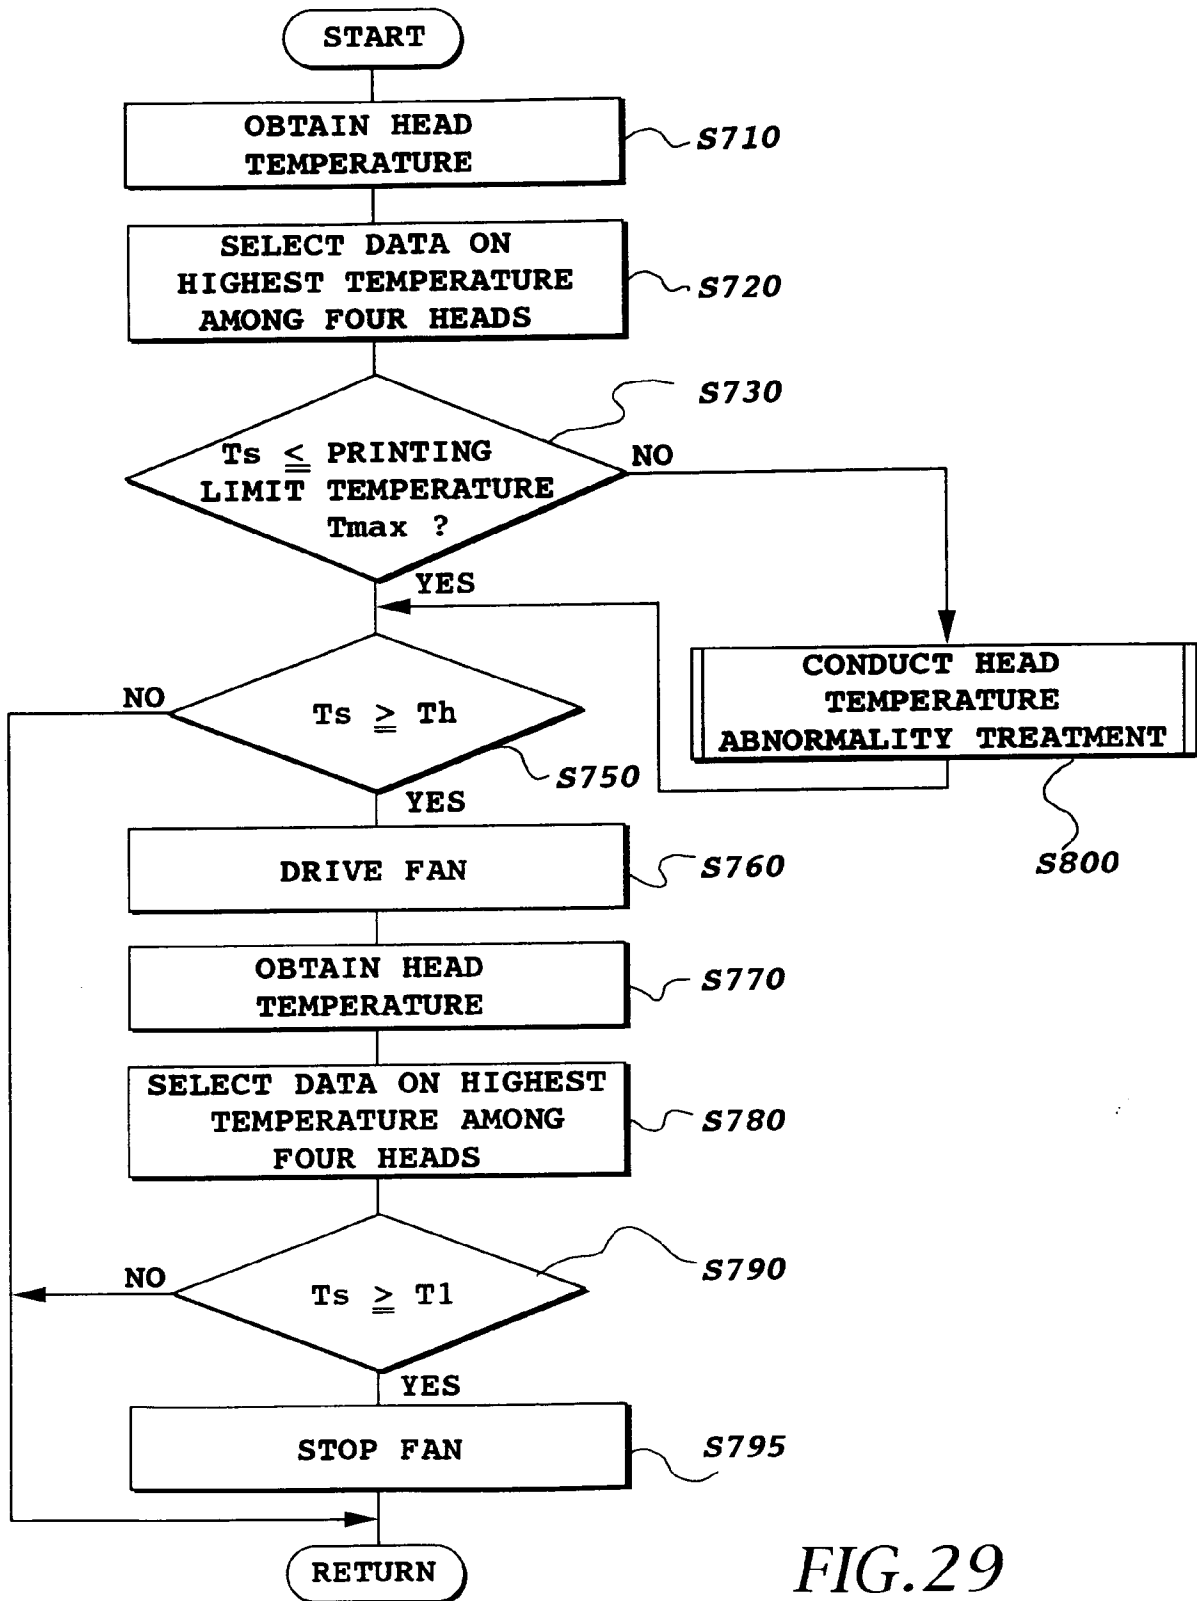 START
OBTAIN HEAD
TEMPERATURE
S710
SELECT DATA ON
HIGHEST TEMPERATURE
AMONG FOUR HEADS
S720
S730
Ts ≦ PRINTING
LIMIT TEMPERATURE
Tmax ?
NO
YES
CONDUCT HEAD
TEMPERATURE
ABNORMALITY TREATMENT
S800
NO
Ts ≧ Th
S750
YES
DRIVE FAN
S760
OBTAIN HEAD
TEMPERATURE
S770
SELECT DATA ON HIGHEST
TEMPERATURE AMONG
FOUR HEADS
S780
S790
NO
Ts ≧ T1
YES
STOP FAN
S795
RETURN
FIG.29